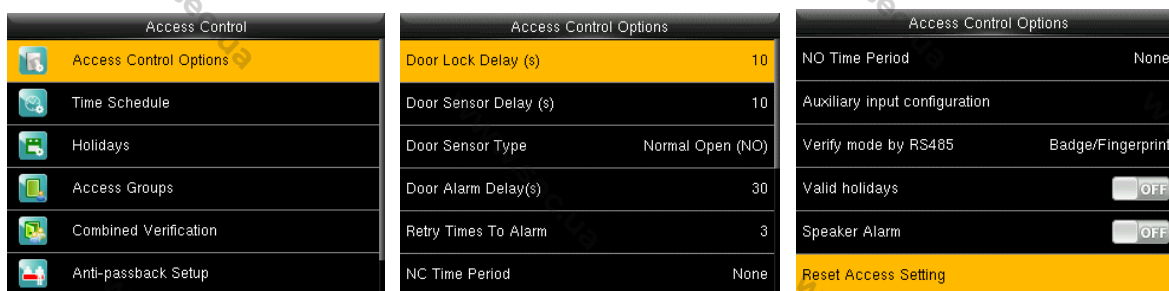 Access Control
Access Control Options
Time Schedule
Holidays
Access Groups
Combined Verification
Anti-passback Setup
Access Control Options
Door Lock Delay (s) 10
Door Sensor Delay (s) 10
Door Sensor Type Normal Open (NO)
Door Alarm Delay(s) 30
Retry Times To Alarm 3
NC Time Period None
Access Control Options
NO Time Period None
Auxiliary input configuration
Verify mode by RS485 Badge/Fingerprint
Valid holidays OFF
Speaker Alarm OFF
Reset Access Setting